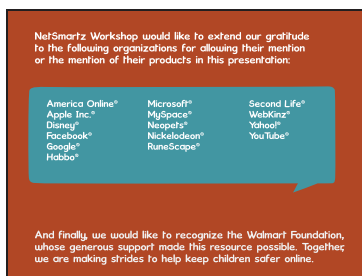 NetSmartz Workshop would like to extend our gratitude
to the following organizations for allowing their mention
or the mention of their products in this presentation:
America Online®
Apple Inc.®
Disney®
Facebook®
Google®
Habbo®
Microsoft®
MySpace®
Neopets®
Nickelodeon®
RuneScape®
Second Life®
WebKinz®
Yahoo!®
YouTube®
And finally, we would like to recognize the Walmart Foundation,
whose generous support made this resource possible. Together,
we are making strides to help keep children safer online.